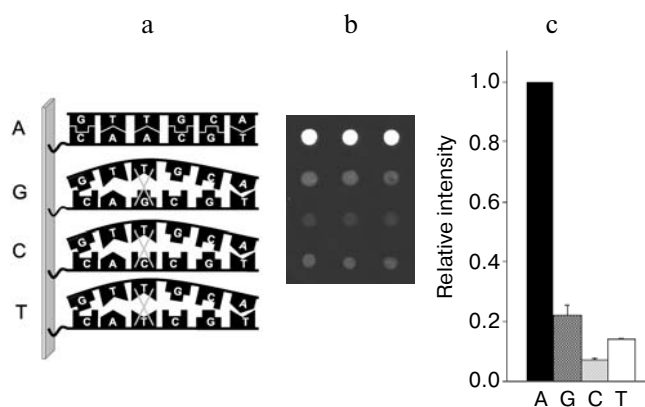 a
b
c
A
G T T G C A
C A A C G T
G
G T T G C A
C A G C G T
C
G T T G C A
C A C C G T
T
G T T G C A
C A T C G T
Relative intensity
1.0
0.8
0.6
0.4
0.2
0.0
A G C T